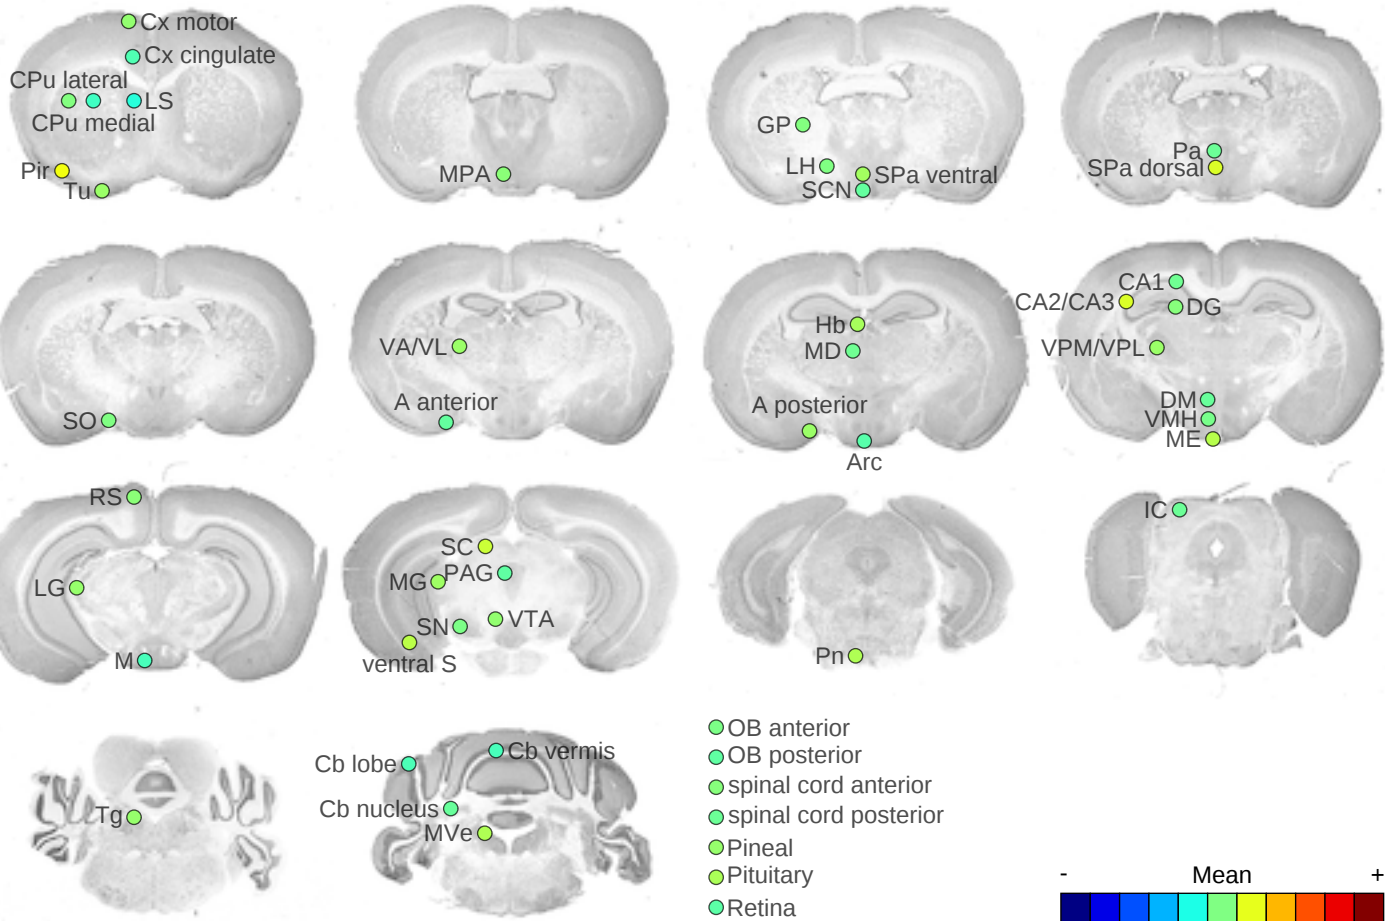 Cx motor
Cx cingulate
CPu lateral
LS
CPu medial
Pir
Tu
MPA
GP
LH
SPa ventral
SCN
Pa
SPa dorsal
SO
VA/VL
A anterior
Hb
MD
A posterior
Arc
CA1
CA2/CA3
DG
VPM/VPL
DM
VMH
ME
RS
LG
M
SC
PAG
MG
VTA
SN
ventral S
Pn
IC
Tg
Cb vermis
Cb lobe
Cb nucleus
MVe
OB anterior
OB posterior
spinal cord anterior
spinal cord posterior
Pineal
Pituitary
Retina
- Mean +